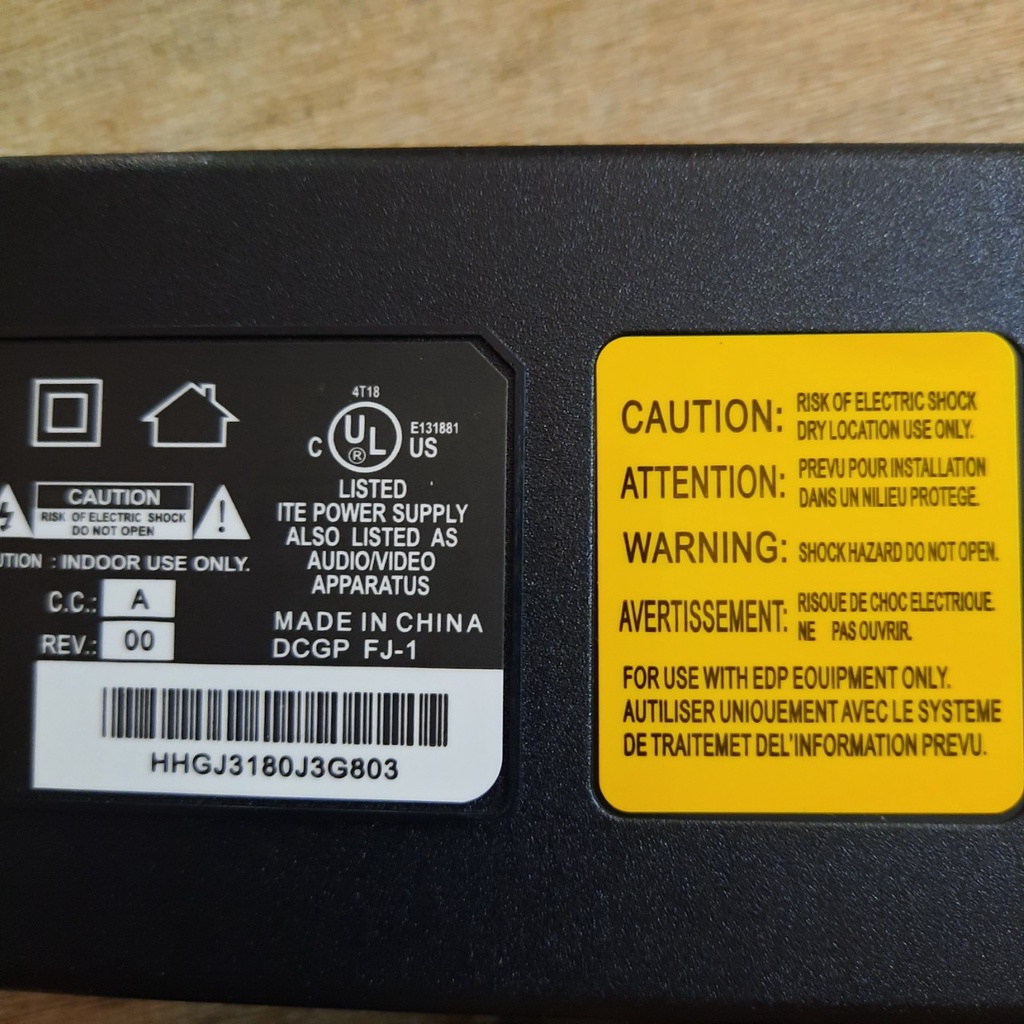 4T18
C UL ® US
E131881
LISTED
ITE POWER SUPPLY
ALSO LISTED AS
AUDIO/VIDEO
APPARATUS
MADE IN CHINA
DCGP FJ-1
CAUTION
RISK OF ELECTRIC SHOCK
DO NOT OPEN
UTION : INDOOR USE ONLY.
C.C.: A
REV.: 00
HHGJ3180J3G803
CAUTION: RISK OF ELECTRIC SHOCK
DRY LOCATION USE ONLY.
ATTENTION: PREVU POUR INSTALLATION
DANS UN NILIEU PROTEGE.
WARNING: SHOCK HAZARD DO NOT OPEN.
AVERTISSEMENT: RISOUE DE CHOC ELECTRIOUE.
NE PAS OUVRIR.
FOR USE WITH EDP EOUIPMENT ONLY.
AUTILISER UNIOUEMENT AVEC LE SYSTEME
DE TRAITEMET DEL'INFORMATION PREVU.